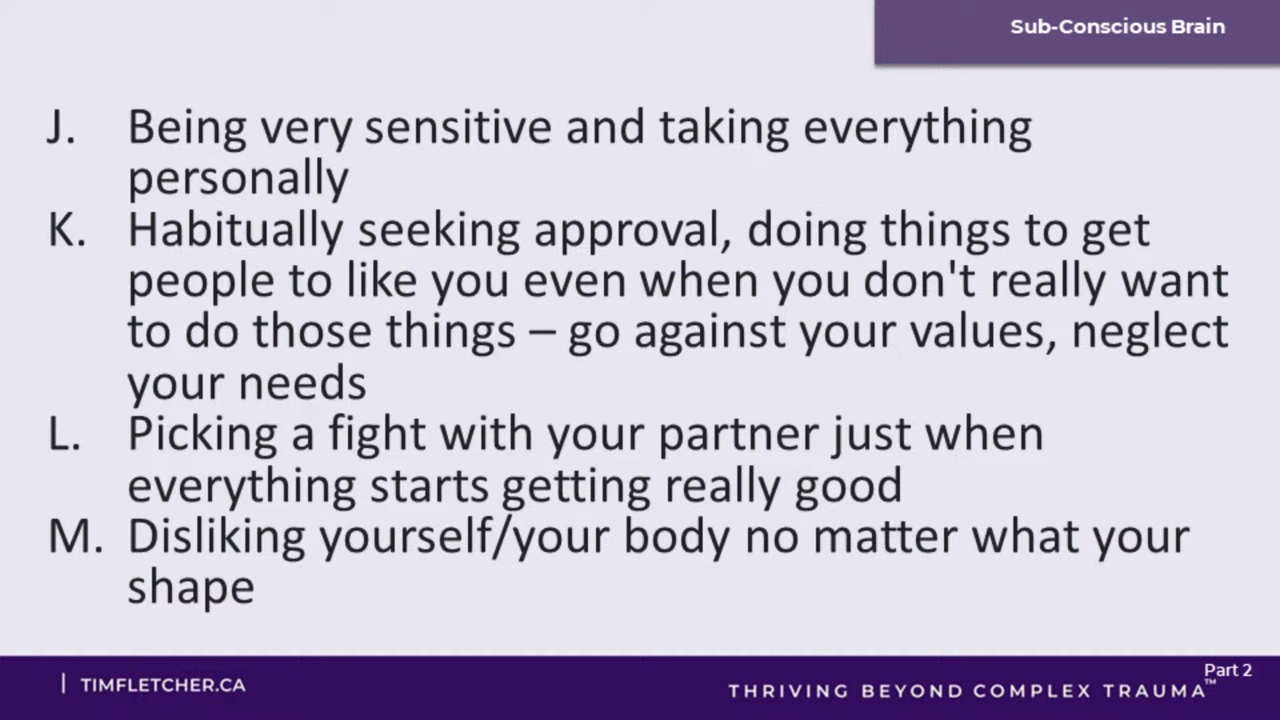 Sub-Conscious Brain
J. Being very sensitive and taking everything
personally
K. Habitually seeking approval, doing things to get
people to like you even when you don't really want
to do those things – go against your values, neglect
your needs
L. Picking a fight with your partner just when
everything starts getting really good
M. Disliking yourself/your body no matter what your
shape
| TIMFLETCHER.CA
Part 2
THRIVING BEYOND COMPLEX TRAUMA™